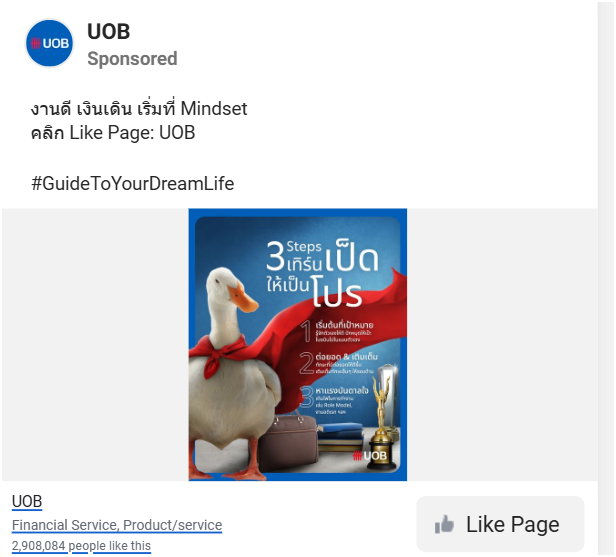 UOB
UOB
Sponsored
งานดี เงินเดิน เริ่มที่ Mindset
คลิก Like Page: UOB
#GuideToYourDreamLife
3 Steps
เทิร์นเป็ด
ให้เป็นโปร
1 เริ่มต้นที่เป้าหมาย
2 ต่อยอด & เติมเต็ม
3 หาแรงบันดาลใจ
เช่น Role Model,
UOB
UOB
Financial Service, Product/service
2,908,084 people like this
Like Page